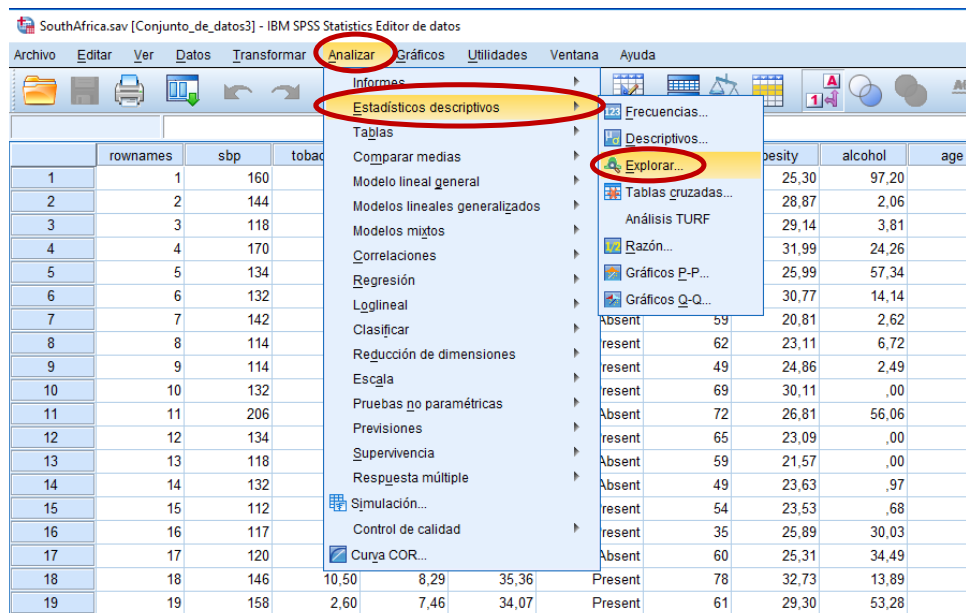 SouthAfrica.sav [Conjunto_de_datos3] - IBM SPSS Statistics Editor de datos
Archivo Editar Ver Datos Transformar Analizar Gráficos Utilidades Ventana Ayuda
Informes
Estadísticos descriptivos
Tablas
Comparar medias
Modelo lineal general
Modelos lineales generalizados
Modelos mixtos
Correlaciones
Regresión
Loglineal
Clasificar
Reducción de dimensiones
Escala
Pruebas no paramétricas
Previsiones
Supervivencia
Respuesta múltiple
Simulación...
Control de calidad
Curva COR...
123 Frecuencias...
Descriptivos...
Explorar...
Tablas cruzadas...
Análisis TURF
1/2 Razón...
Gráficos P-P...
Gráficos Q-Q...
A
1
rownames sbp tobac besity alcohol age
1 1 160 25,30 97,20
2 2 144 28,87 2,06
3 3 118 29,14 3,81
4 4 170 31,99 24,26
5 5 134 25,99 57,34
6 6 132 30,77 14,14
7 7 142 Absent 59 20,81 2,62
8 8 114 resent 62 23,11 6,72
9 9 114 resent 49 24,86 2,49
10 10 132 resent 69 30,11 ,00
11 11 206 Absent 72 26,81 56,06
12 12 134 resent 65 23,09 ,00
13 13 118 Absent 59 21,57 ,00
14 14 132 Absent 49 23,63 ,97
15 15 112 resent 54 23,53 ,68
16 16 117 resent 35 25,89 30,03
17 17 120 Absent 60 25,31 34,49
18 18 146 10,50 8,29 35,36 Present 78 32,73 13,89
19 19 158 2,60 7,46 34,07 Present 61 29,30 53,28